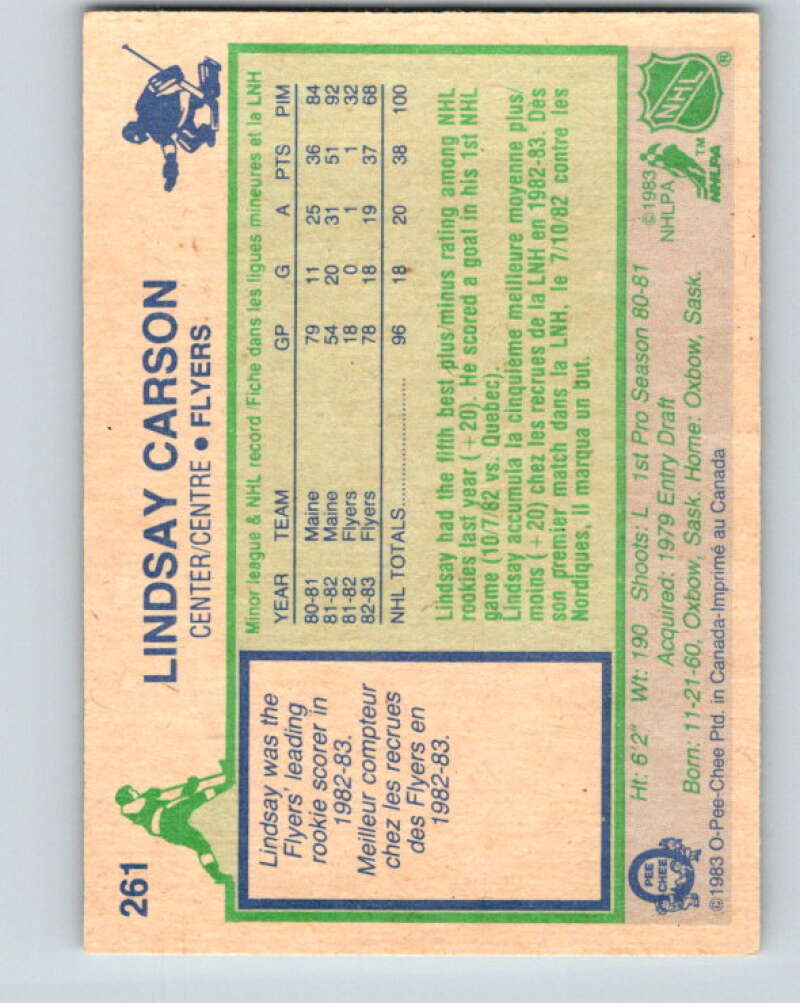 261
LINDSAY CARSON
CENTER/CENTRE • FLYERS
Lindsay was the
Flyers' leading
rookie scorer in
1982-83.
Meilleur compteur
chez les recrues
des Flyers en
1982-83.
Minor league & NHL record/Fiche dans les ligues mineures et la LNH
YEAR TEAM GP G A PTS PIM
80-81 Maine 79 11 25 36 84
81-82 Maine 54 20 31 51 92
81-82 Flyers 18 0 1 1 32
82-83 Flyers 78 18 19 37 68
NHL TOTALS 96 18 20 38 100
Lindsay had the fifth best plus/minus rating among NHL
rookies last year (+20). He scored a goal in his 1st NHL
game (10/7/82 vs. Quebec).
Lindsay accumula la cinquième meilleure moyenne plus/
moins (+20) chez les recrues de la LNH en 1982-83. Dès
son premier match dans la LNH, le 7/10/82 contre les
Nordiques, il marqua un but.
Ht: 6'2" Wt: 190 Shoots: L 1st Pro Season 80-81
Acquired: 1979 Entry Draft
Born: 11-21-60, Oxbow, Sask. Home: Oxbow, Sask.
©1983 O-Pee-Chee Ptd. in Canada-Imprimé au Canada
O
PEE
CHEE
©1983
NHLPA
NHLPA
TM
NHL
®